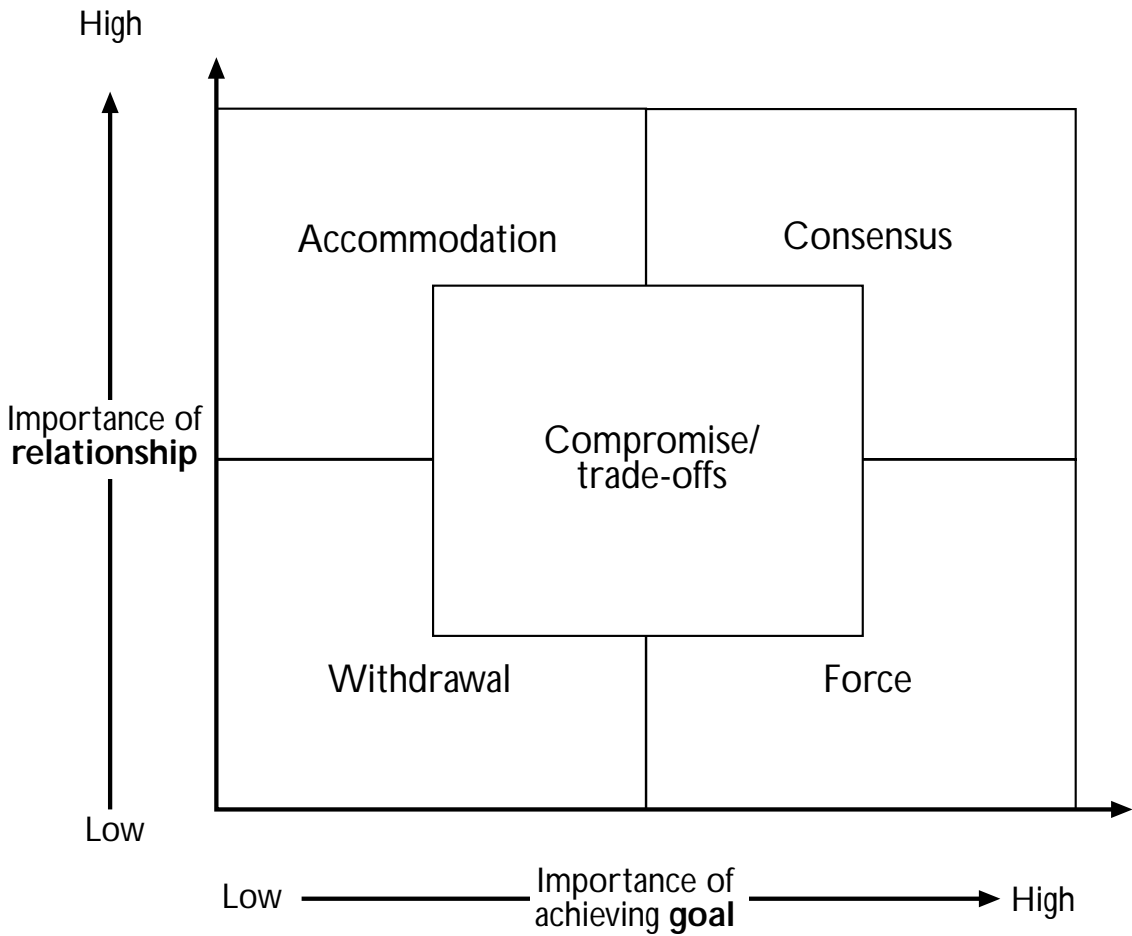 High
Accommodation
Consensus
Importance of
relationship
Compromise/
trade-offs
Withdrawal
Force
Low
Low
Importance of
achieving goal
High